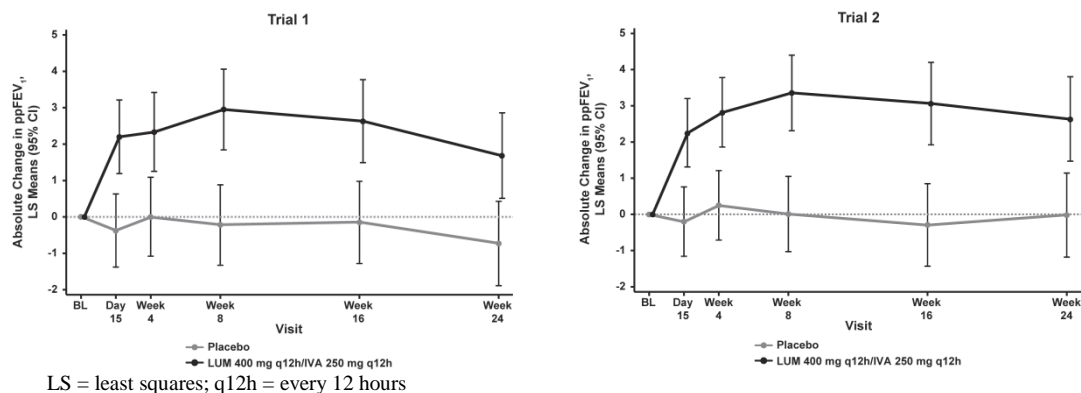 Trial 1
Absolute Change in ppFEV₁,
LS Means (95% CI)
5
4
3
2
1
0
-1
-2
BL
Day
15
Week
4
Week
8
Week
16
Week
24
Visit
Placebo
LUM 400 mg q12h/IVA 250 mg q12h
Trial 2
Absolute Change in ppFEV₁,
LS Means (95% CI)
5
4
3
2
1
0
-1
-2
BL
Day
15
Week
4
Week
8
Week
16
Week
24
Visit
Placebo
LUM 400 mg q12h/IVA 250 mg q12h
LS = least squares; q12h = every 12 hours